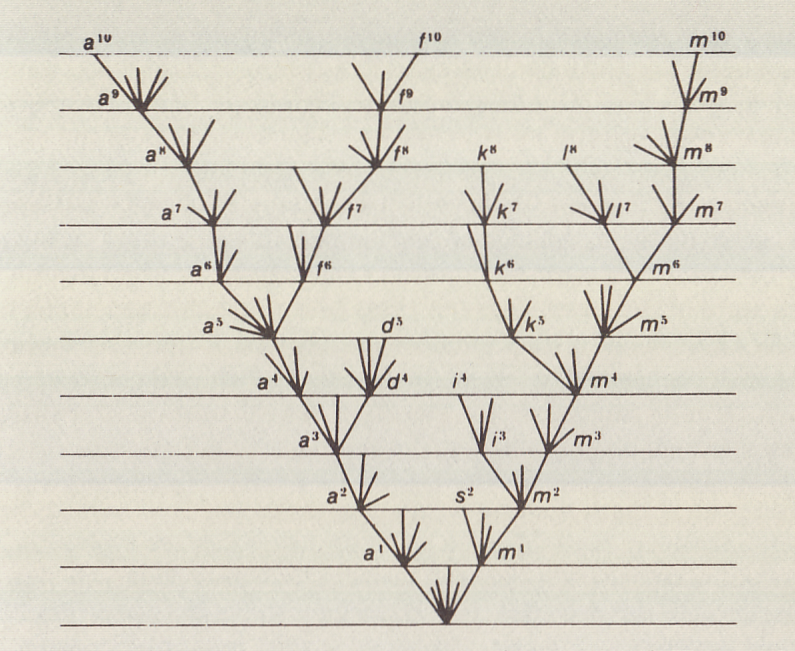 a¹⁰ f¹⁰ m¹⁰
a⁹ f⁹ m⁹
a⁸ f⁸ k⁸ l⁸ m⁸
a⁷ f⁷ k⁷ l⁷ m⁷
a⁶ f⁶ k⁶ m⁶
a⁵ d⁵ k⁵ m⁵
a⁴ d⁴ i⁴ m⁴
a³ i³ m³
a² s² m²
a¹ m¹